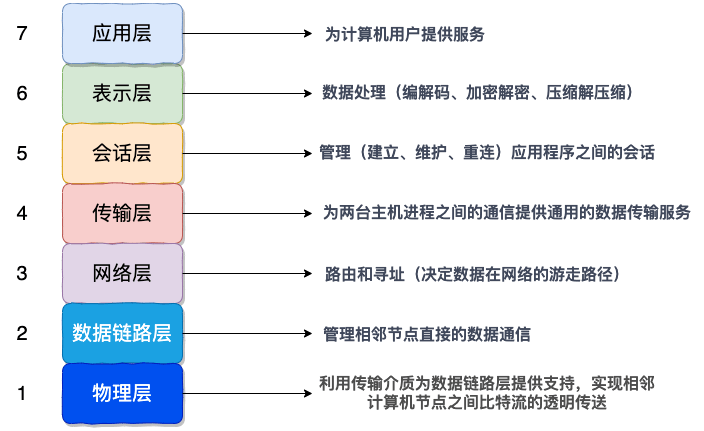 7 应用层 为计算机用户提供服务
6 表示层 数据处理（编解码、加密解密、压缩解压缩）
5 会话层 管理（建立、维护、重连）应用程序之间的会话
4 传输层 为两台主机进程之间的通信提供通用的数据传输服务
3 网络层 路由和寻址（决定数据在网络的游走路径）
2 数据链路层 管理相邻节点直接的数据通信
1 物理层 利用传输介质为数据链路层提供支持，实现相邻
计算机节点之间比特流的透明传送